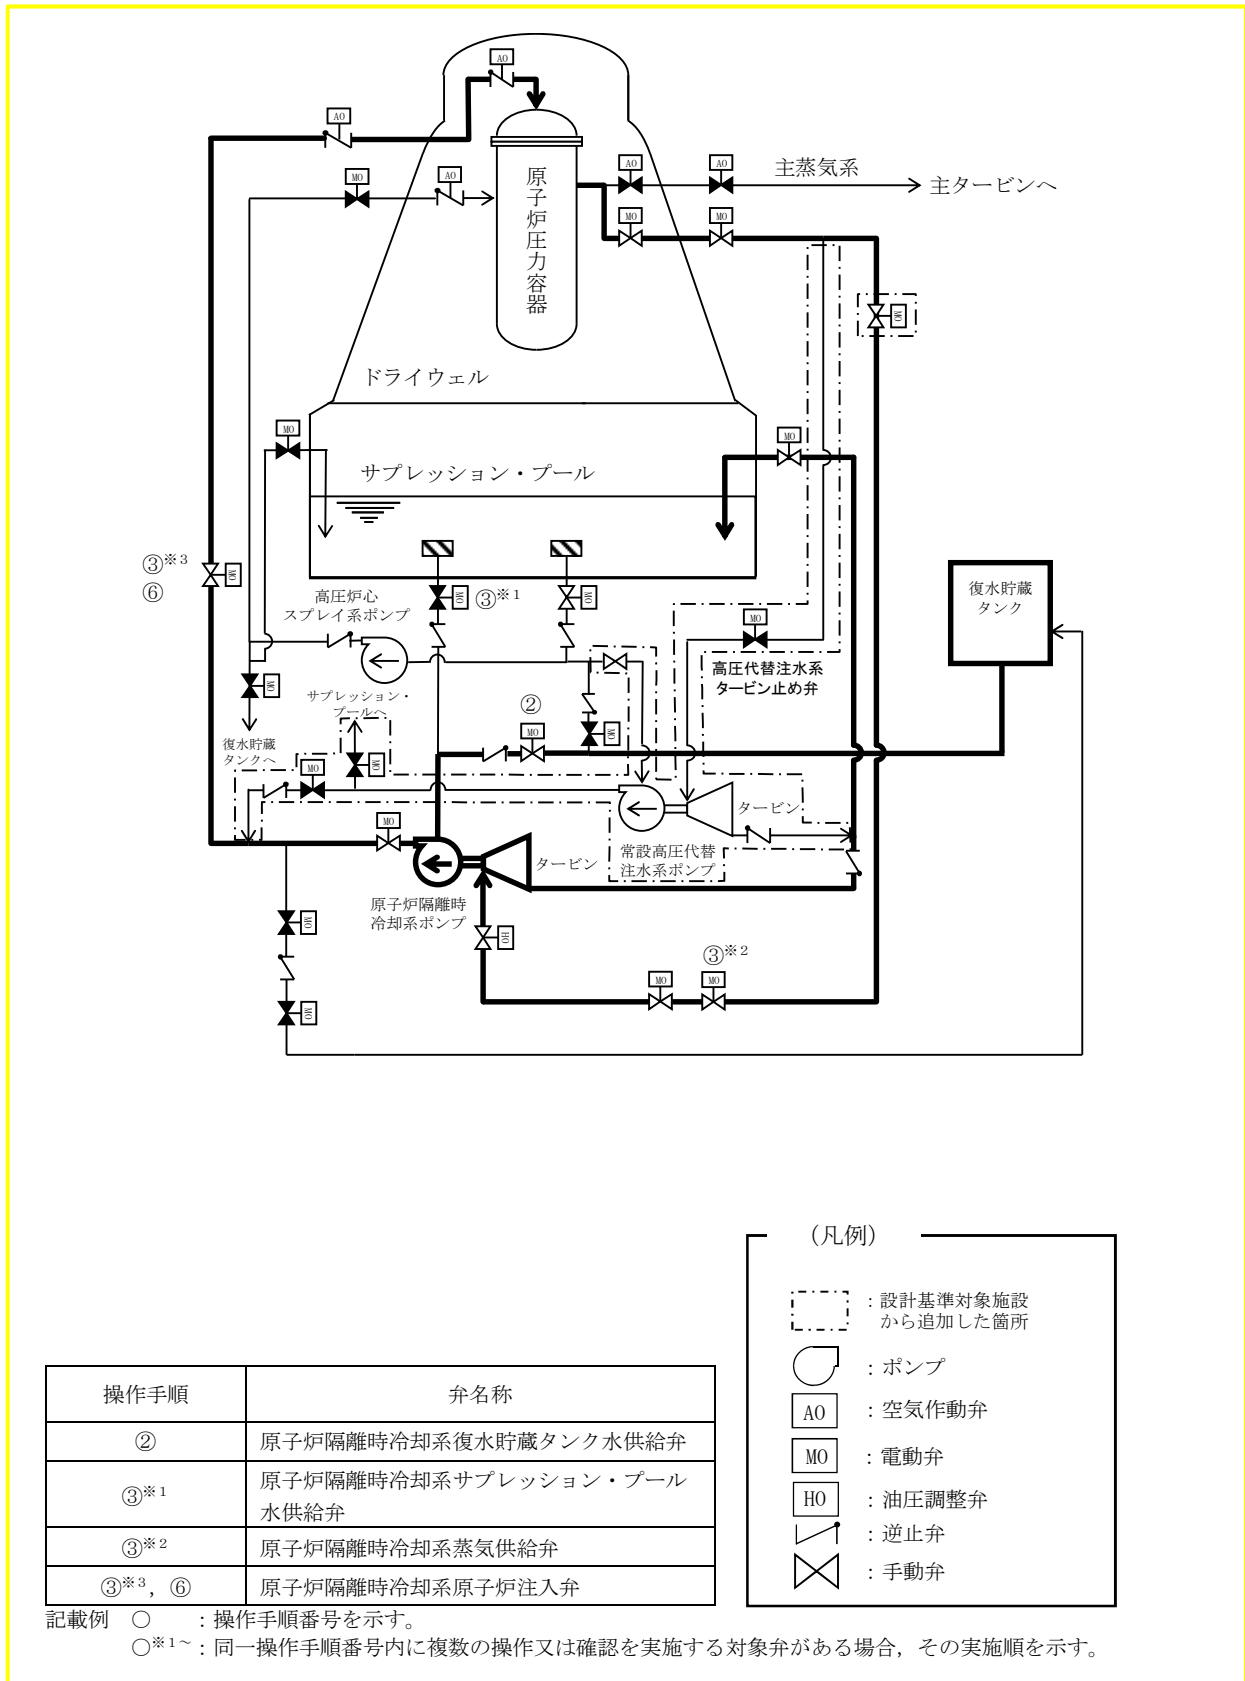 AO
AO
MO
AO
原子炉圧力容器
AO
AO
主蒸気系
主タービンへ
MO
MO
MO
ドライウェル
MO
サプレッション・プール
MO
③※3
⑥
MO
高圧炉心
スプレイ系ポンプ
MO
③※1
MO
復水貯蔵
タンク
MO
高圧代替注水系
タービン止め弁
MO
サプレッション・
プールへ
②
MO
MO
復水貯蔵
タンクへ
MO
MO
タービン
MO
常設高圧代替
注水系ポンプ
タービン
原子炉隔離時
冷却系ポンプ
MO
HO
③※2
MO
MO
MO
(凡例)
：設計基準対象施設
から追加した箇所
：ポンプ
AO ：空気作動弁
MO ：電動弁
HO ：油圧調整弁
：逆止弁
：手動弁
操作手順 弁名称
② 原子炉隔離時冷却系復水貯蔵タンク水供給弁
③※1 原子炉隔離時冷却系サプレッション・プール
水供給弁
③※2 原子炉隔離時冷却系蒸気供給弁
③※3，⑥ 原子炉隔離時冷却系原子炉注入弁
記載例 ○ ：操作手順番号を示す。
○※1～：同一操作手順番号内に複数の操作又は確認を実施する対象弁がある場合，その実施順を示す。